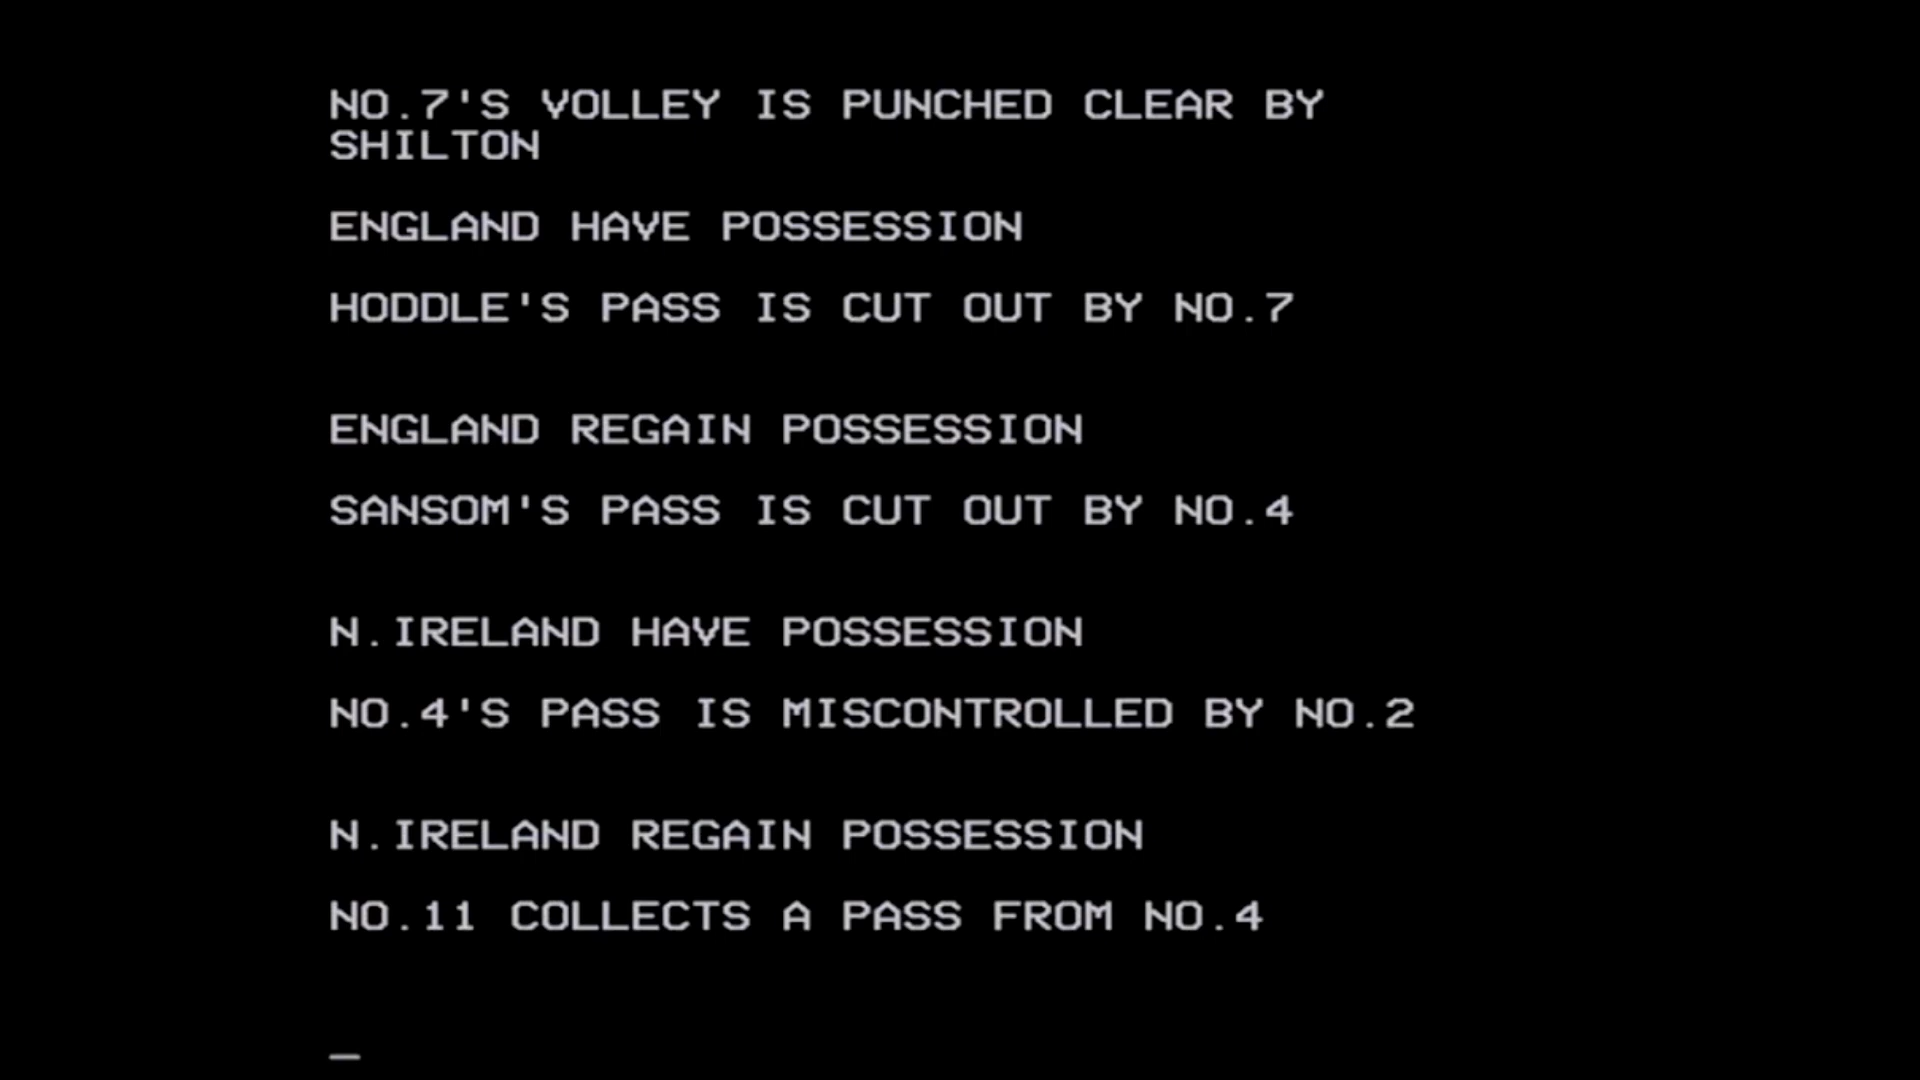 NO.7'S VOLLEY IS PUNCHED CLEAR BY
SHILTON
ENGLAND HAVE POSSESSION
HODDLE'S PASS IS CUT OUT BY NO.7
ENGLAND REGAIN POSSESSION
SANSOM'S PASS IS CUT OUT BY NO.4
N.IRELAND HAVE POSSESSION
NO.4'S PASS IS MISCONTROLLED BY NO.2
N.IRELAND REGAIN POSSESSION
NO.11 COLLECTS A PASS FROM NO.4
_